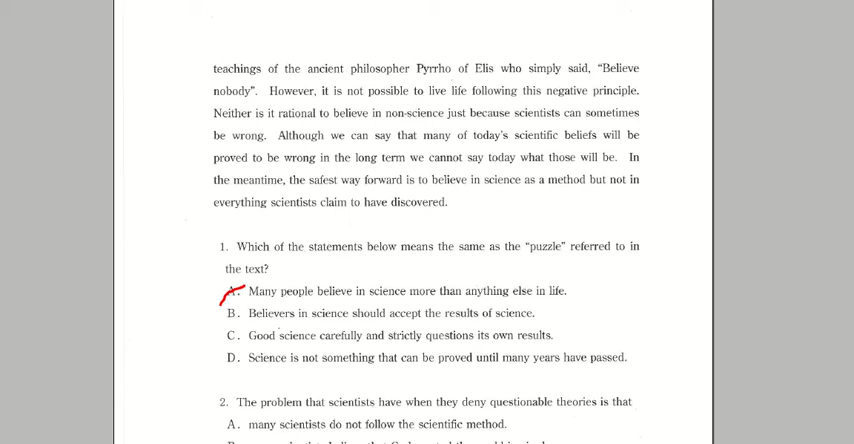 teachings of the ancient philosopher Pyrrho of Elis who simply said, “Believe
nobody”. However, it is not possible to live life following this negative principle.
Neither is it rational to believe in non-science just because scientists can sometimes
be wrong. Although we can say that many of today’s scientific beliefs will be
proved to be wrong in the long term we cannot say today what those will be. In
the meantime, the safest way forward is to believe in science as a method but not in
everything scientists claim to have discovered.
1. Which of the statements below means the same as the “puzzle” referred to in
the text?
A. Many people believe in science more than anything else in life.
B. Believers in science should accept the results of science.
C. Good science carefully and strictly questions its own results.
D. Science is not something that can be proved until many years have passed.
2. The problem that scientists have when they deny questionable theories is that
A. many scientists do not follow the scientific method.